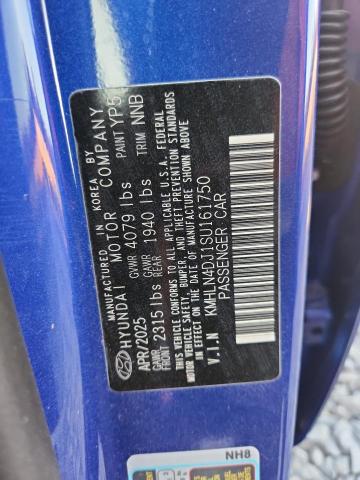 MANUFACTURED IN KOREA BY
HYUNDAI MOTOR COMPANY
APR/2025 GVWR 4079 lbs PAINT YP5
GAWR FRONT 2315 lbs GAWR REAR 1940 lbs TRIM NNB
THIS VEHICLE CONFORMS TO ALL APPLICABLE U.S.A. FEDERAL
MOTOR VEHICLE SAFETY, BUMPER, AND THEFT PREVENTION STANDARDS
IN EFFECT ON THE DATE OF MANUFACTURE SHOWN ABOVE.
V.I.N KMHLN4DJ1SU161750
PASSENGER CAR
NH8